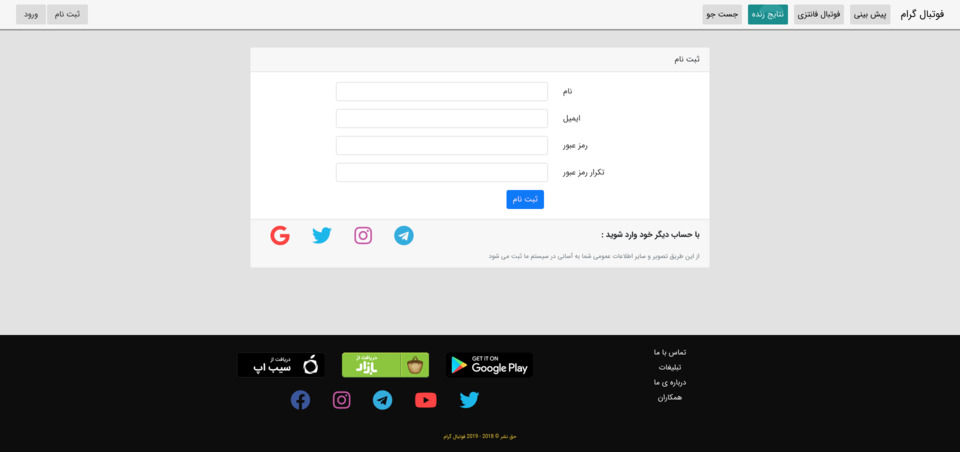 فوتبال گرام
پیش بینی
فوتبال فانتزی
نتایج زنده
جست جو
ثبت نام
ورود
ثبت نام
نام
ایمیل
رمز عبور
تکرار رمز عبور
ثبت نام
با حساب دیگر خود وارد شوید :
از این طریق تصویر و سایر اطلاعات عمومی شما به آسانی در سیستم ما ثبت می شود
تماس با ما
تبلیغات
درباره ی ما
همکاران
GET IT ON
Google Play
دریافت از
بازار
دریافت از
سیب اپ
حق نشر © 2018 - 2019 فوتبال گرام.